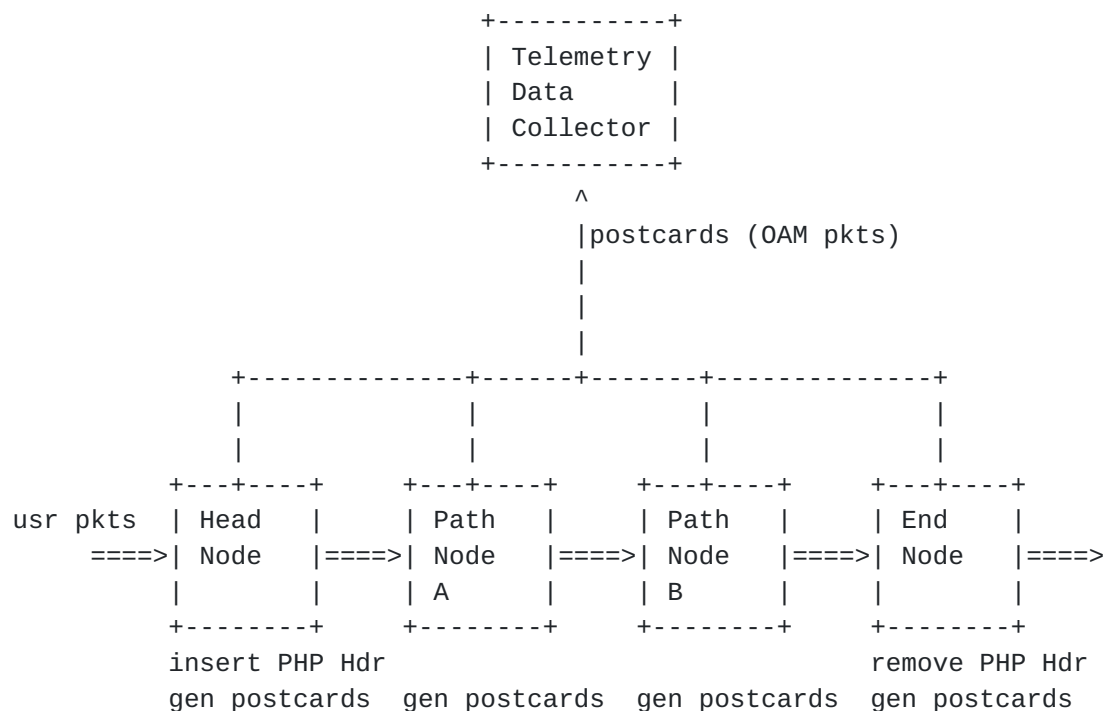 Telemetry
Data
Collector
postcards (OAM pkts)
usr pkts Head Path Path End
Node Node Node Node
A B
insert PHP Hdr remove PHP Hdr
gen postcards gen postcards gen postcards gen postcards